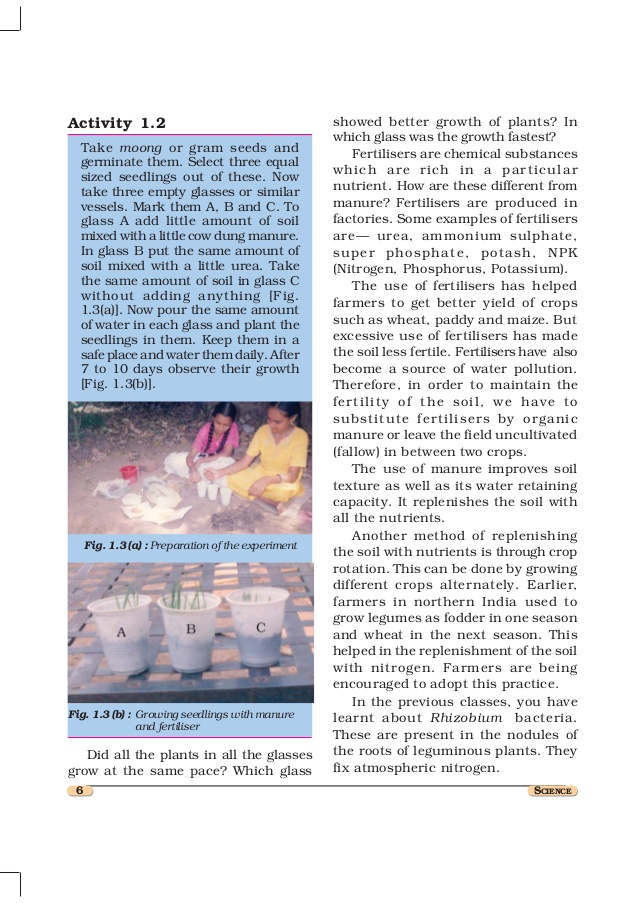 Activity 1.2
Take moong or gram seeds and
germinate them. Select three equal
sized seedlings out of these. Now
take three empty glasses or similar
vessels. Mark them A, B and C. To
glass A add little amount of soil
mixed with a little cow dung manure.
In glass B put the same amount of
soil mixed with a little urea. Take
the same amount of soil in glass C
without adding anything [Fig.
1.3(a)]. Now pour the same amount
of water in each glass and plant the
seedlings in them. Keep them in a
safe place and water them daily. After
7 to 10 days observe their growth
[Fig. 1.3(b)].
Fig. 1.3 (a) : Preparation of the experiment
A
B
C
Fig. 1.3 (b) : Growing seedlings with manure
and fertiliser
Did all the plants in all the glasses
grow at the same pace? Which glass
showed better growth of plants? In
which glass was the growth fastest?
Fertilisers are chemical substances
which are rich in a particular
nutrient. How are these different from
manure? Fertilisers are produced in
factories. Some examples of fertilisers
are— urea, ammonium sulphate,
super phosphate, potash, NPK
(Nitrogen, Phosphorus, Potassium).
The use of fertilisers has helped
farmers to get better yield of crops
such as wheat, paddy and maize. But
excessive use of fertilisers has made
the soil less fertile. Fertilisers have also
become a source of water pollution.
Therefore, in order to maintain the
fertility of the soil, we have to
substitute fertilisers by organic
manure or leave the field uncultivated
(fallow) in between two crops.
The use of manure improves soil
texture as well as its water retaining
capacity. It replenishes the soil with
all the nutrients.
Another method of replenishing
the soil with nutrients is through crop
rotation. This can be done by growing
different crops alternately. Earlier,
farmers in northern India used to
grow legumes as fodder in one season
and wheat in the next season. This
helped in the replenishment of the soil
with nitrogen. Farmers are being
encouraged to adopt this practice.
In the previous classes, you have
learnt about Rhizobium bacteria.
These are present in the nodules of
the roots of leguminous plants. They
fix atmospheric nitrogen.
6
SCIENCE